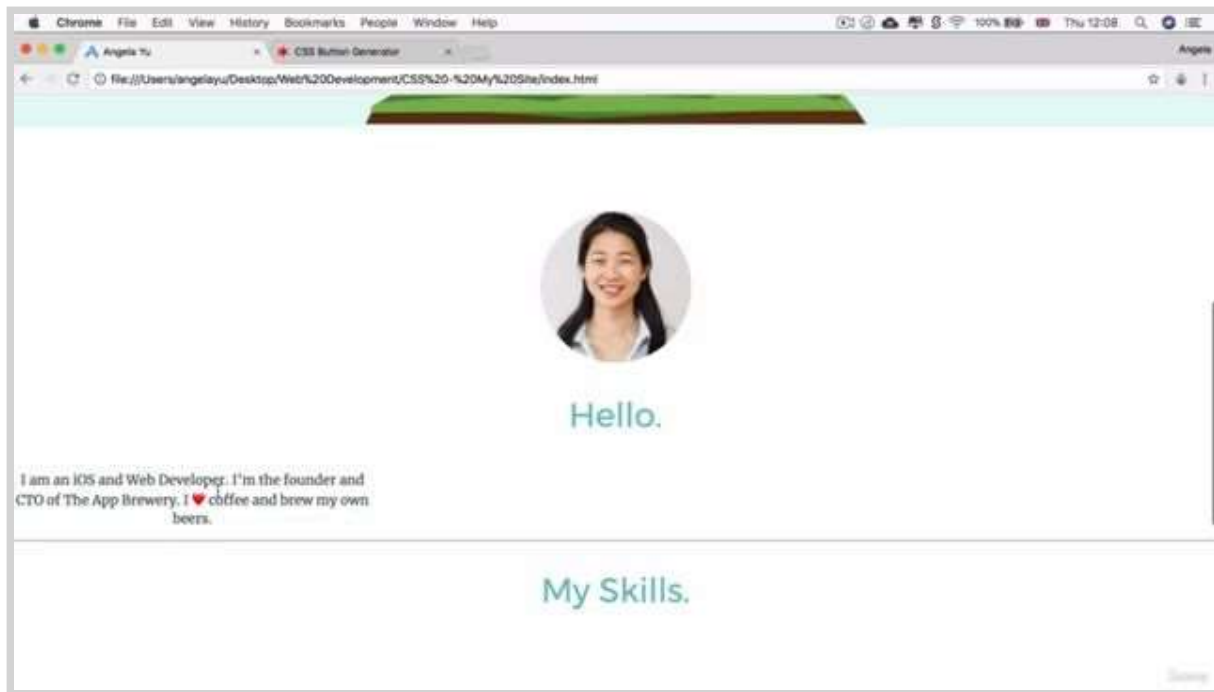 Chrome File Edit View History Bookmarks People Window Help 100% Thu 12:08
Angela Yu CSS Button Generator Angela
file:///Users/angelayu/Desktop/Web%20Development/CSS%20-%20My%20Site/index.html
Hello.
I am an iOS and Web Developer. I'm the founder and
CTO of The App Brewery. I ❤ coffee and brew my own
beers.
My Skills.